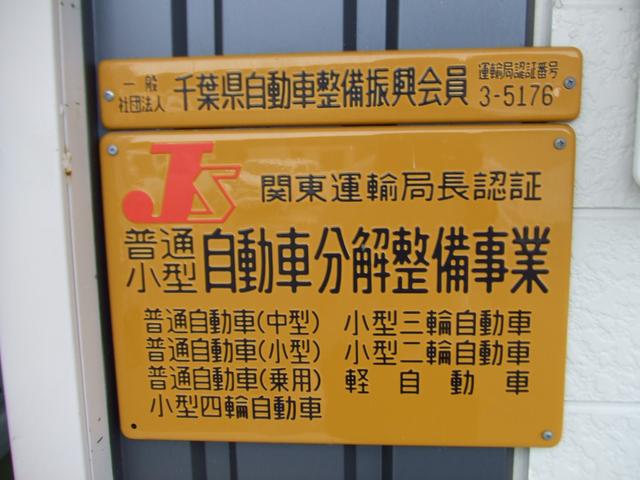 一般社団法人 千葉県自動車整備振興会員 運輸局認証番号 3-5176
JS 関東運輸局長認証
普通小型 自動車分解整備事業
普通自動車(中型) 小型三輪自動車
普通自動車(小型) 小型二輪自動車
普通自動車(乗用) 軽自動車
小型四輪自動車